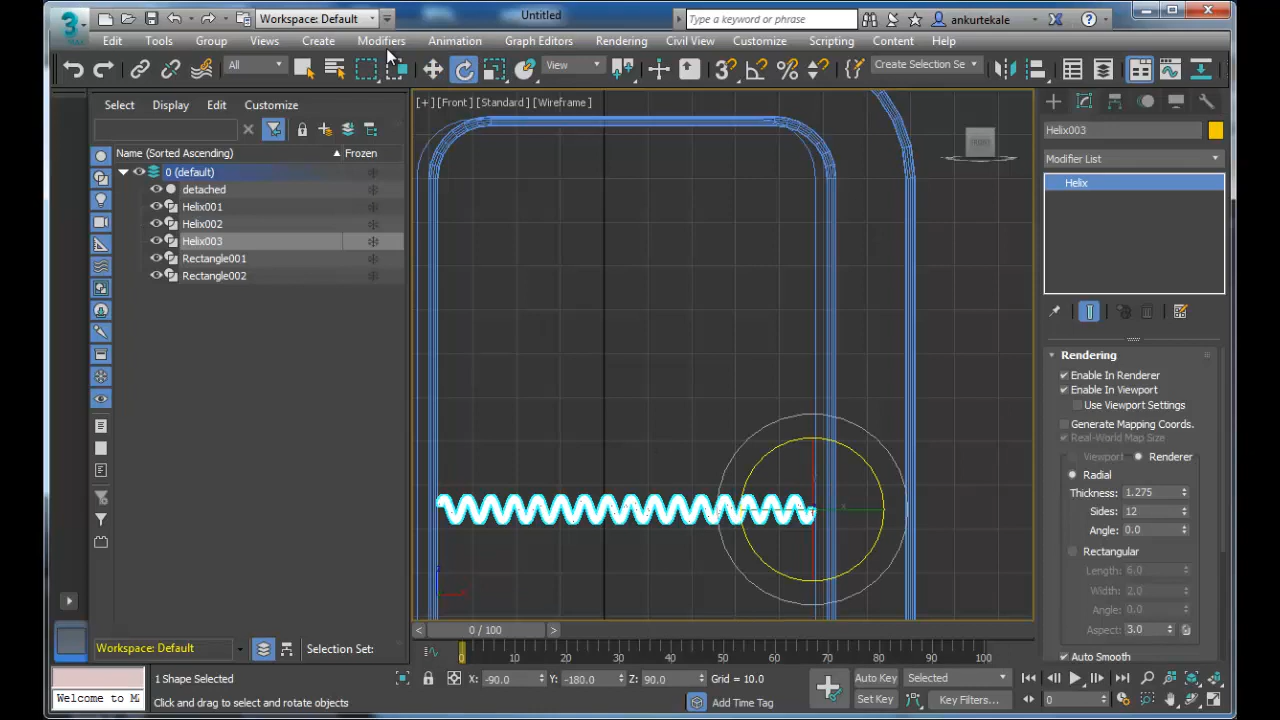 3
Workspace: Default
Untitled
Type a keyword or phrase
ankurtekale
Edit Tools Group Views Create Modifiers Animation Graph Editors Rendering Civil View Customize Scripting Content Help
All
View
Create Selection Se
Select Display Edit Customize
Name (Sorted Ascending) Frozen
0 (default)
detached
Helix001
Helix002
Helix003
Rectangle001
Rectangle002
[+] [Front] [Standard] [Wireframe]
FRONT
Helix003
Modifier List
Helix
Rendering
Enable In Renderer
Enable In Viewport
Use Viewport Settings
Generate Mapping Coords.
Real-World Map Size
Viewport Renderer
Radial
Thickness: 1.275
Sides: 12
Angle: 0.0
Rectangular
Length: 6.0
Width: 2.0
Angle: 0.0
Aspect: 3.0
Auto Smooth
0 / 100
Workspace: Default
Selection Set:
0 10 20 30 40 50 60 70 80 90 100
1 Shape Selected
X: -90.0 Y: -180.0 Z: 90.0 Grid = 10.0
Auto Key Selected
Welcome to M
Click and drag to select and rotate objects
Add Time Tag
Set Key Key Filters...
0